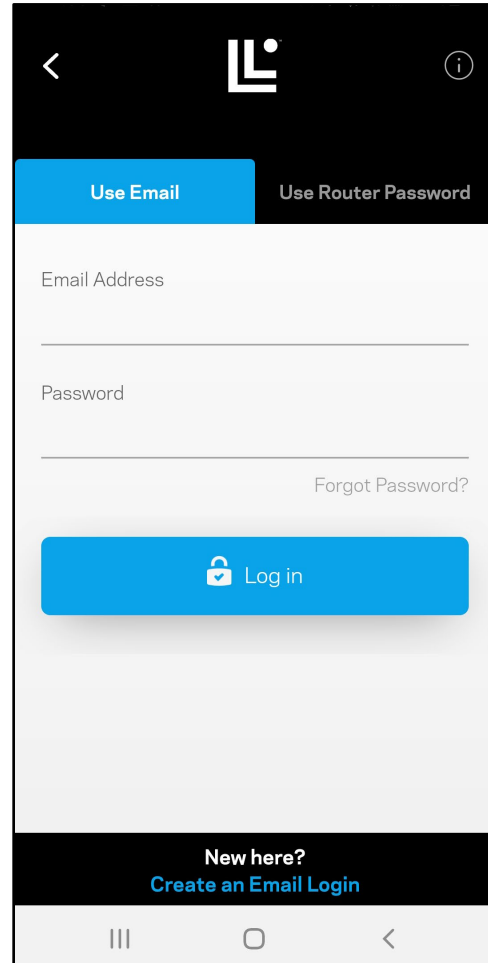 Use Email
Use Router Password
Email Address
Password
Forgot Password?
Log in
New here?
Create an Email Login